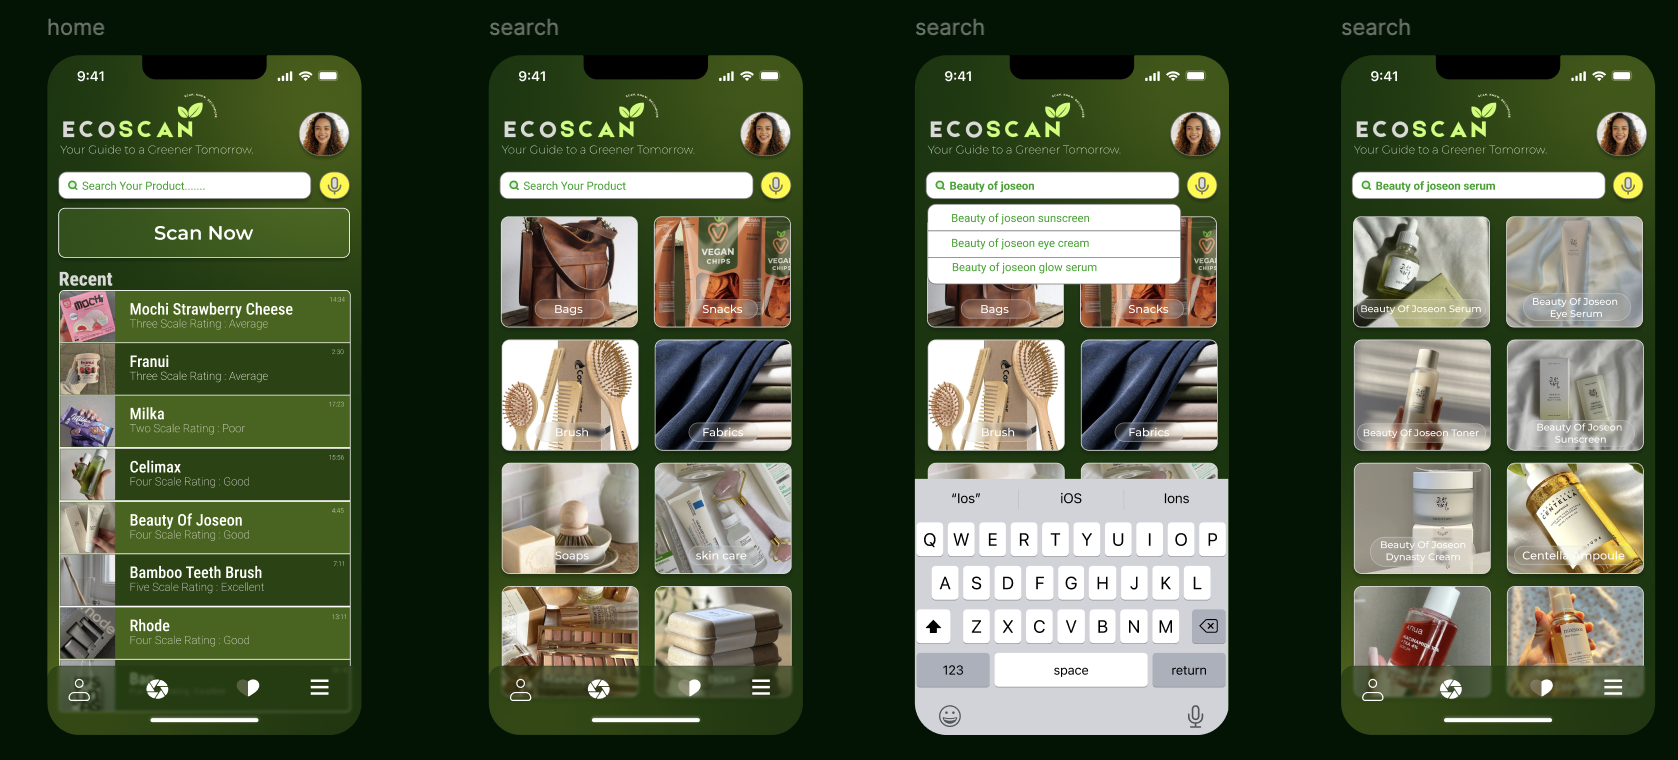 home
9:41
ECOSCAN
Your Guide to a Greener Tomorrow.
Search Your Product.......
Scan Now
Recent
Mochi Strawberry Cheese
14:34
Three Scale Rating : Average
Franui
2:30
Three Scale Rating : Average
Milka
17:23
Two Scale Rating : Poor
Celimax
15:56
Four Scale Rating : Good
Beauty Of Joseon
4:45
Four Scale Rating : Good
Bamboo Teeth Brush
7:11
Five Scale Rating : Excellent
Rhode
13:11
Four Scale Rating : Good
Bag
search
9:41
ECOSCAN
Your Guide to a Greener Tomorrow.
Search Your Product
VEGAN
CHIPS
Bags
Snacks
Brush
Fabrics
Soaps
skin care
search
9:41
ECOSCAN
Your Guide to a Greener Tomorrow.
Beauty of joseon
Beauty of joseon sunscreen
Beauty of joseon eye cream
Beauty of joseon glow serum
Bags
Snacks
Brush
Fabrics
“Ios”
iOS
Ions
Q W E R T Y U I O P
A S D F G H J K L
Z X C V B N M
123
space
return
search
9:41
ECOSCAN
Your Guide to a Greener Tomorrow.
Beauty of joseon serum
Beauty Of Joseon Serum
Beauty Of Joseon
Eye Serum
Beauty Of Joseon Toner
Beauty Of Joseon
Sunscreen
Beauty Of Joseon
Dynasty Cream
CENTELLA
Centella Ampoule
Anua